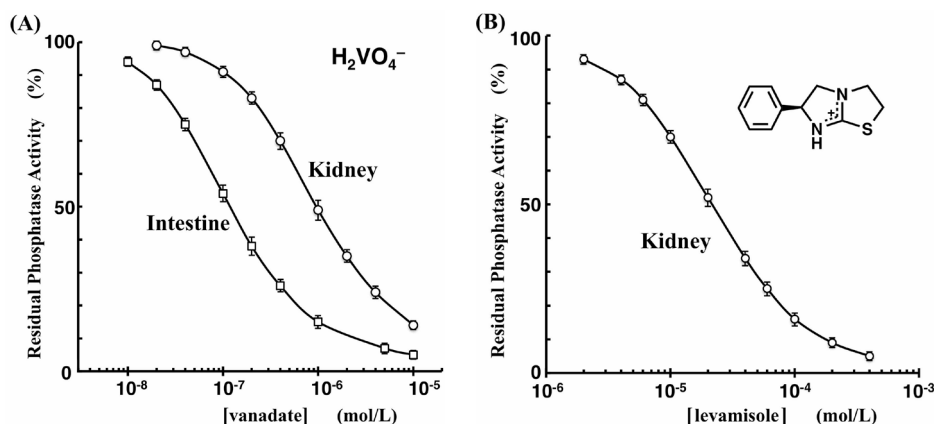 (A)
Residual Phosphatase Activity (%)
100
50
0
H₂VO₄⁻
Kidney
Intestine
10⁻⁸
10⁻⁷
10⁻⁶
10⁻⁵
[vanadate] (mol/L)
(B)
Residual Phosphatase Activity (%)
100
50
0
N
+
N
H
S
Kidney
10⁻⁶
10⁻⁵
10⁻⁴
10⁻³
[levamisole] (mol/L)